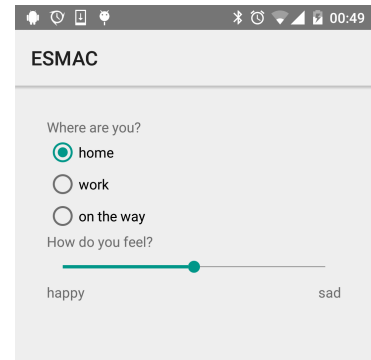 00:49
ESMAC
Where are you?
home
work
on the way
How do you feel?
happy sad